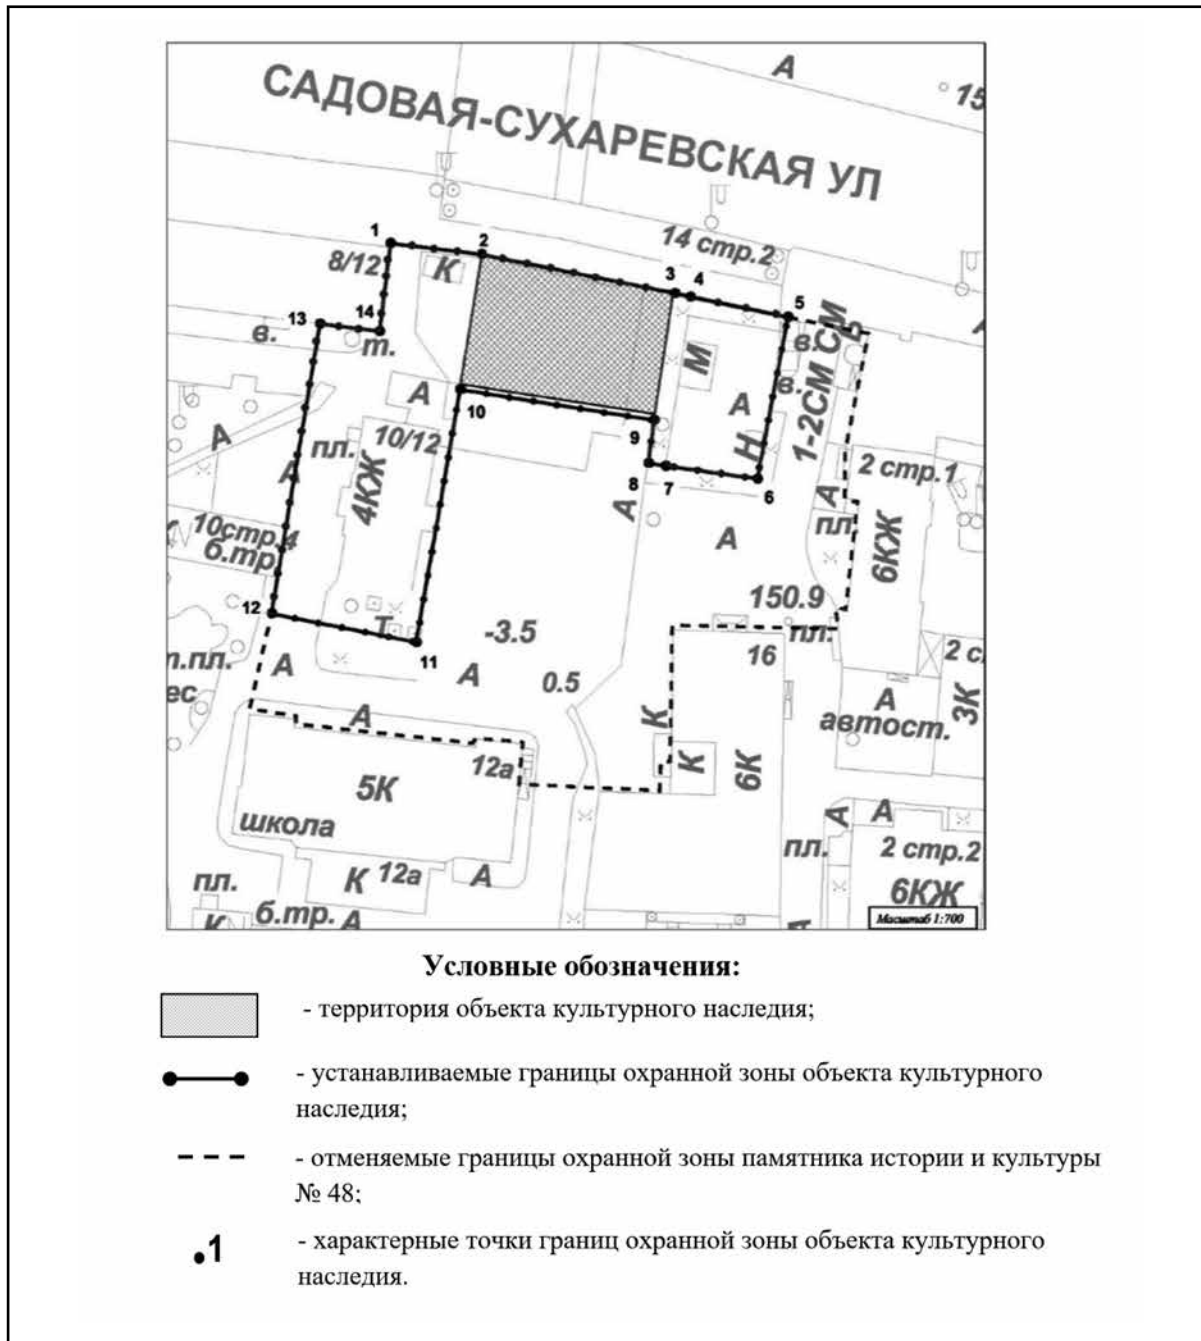 А
15
САДОВАЯ-СУХАРЕВСКАЯ УЛ
14 стр.2
1
2
8/12
К
3
4
5
13
14
в.
т.
М
в.
в.
1-2СМ СМ
Б
А
А
А
10
10/12
9
Н
2 стр.1
А
пл.
А
4КЖ
8
7
6
А
А
пл.
6КЖ
К
10стр.4
б.тр
А
150.9
12
Т
-3.5
пл.
11
16
2 с
пл.
А
А
0.5
ес
А
К
А
автост.
3К
12а
К
6К
5К
школа
А
А
пл.
2 стр.2
К
12а
А
пл.
6КЖ
б.тр.
А
К
А
Масштаб 1:700
Условные обозначения:
- территория объекта культурного наследия;
- устанавливаемые границы охранной зоны объекта культурного
наследия;
- отменяемые границы охранной зоны памятника истории и культуры
№ 48;
.1
- характерные точки границ охранной зоны объекта культурного
наследия.